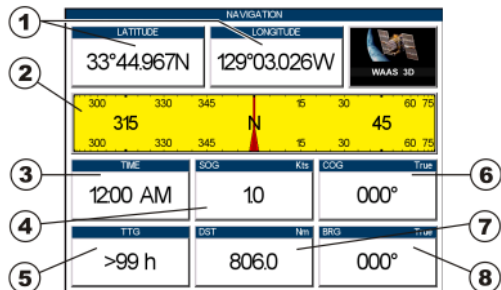 NAVIGATION
1
LATITUDE LONGITUDE
33°44.967N 129°03.026W
WAAS 3D
2
300 330 345 15 30 60 75
315 N 45
300 330 345 15 30 60 75
3
TIME SOG Kts COG True
6
12:00 AM 1.0 000°
4
7
TTG DST Nm BRG True
5
>99 h 806.0 000°
8